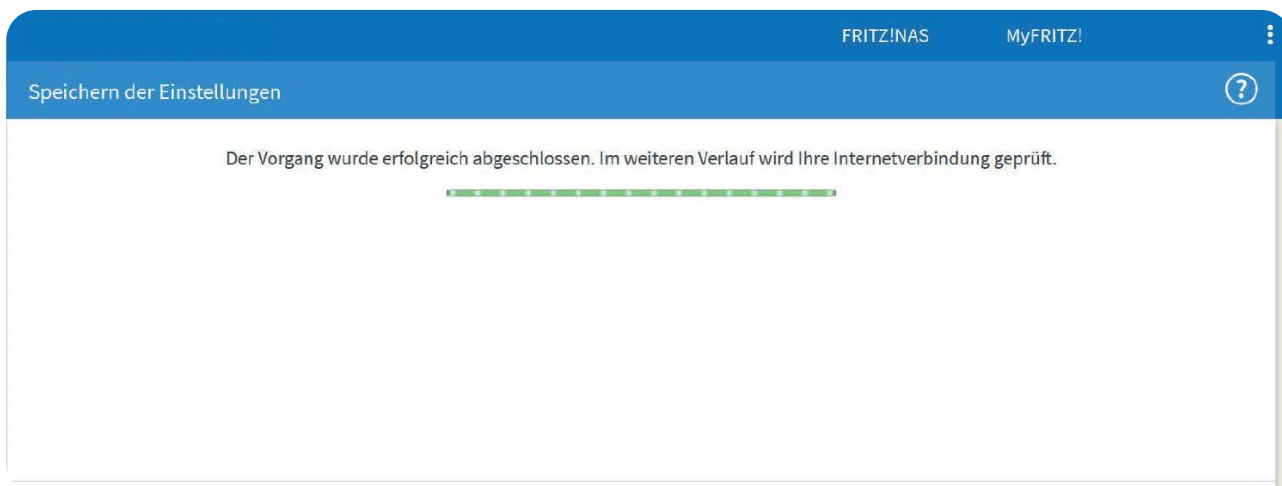 FRITZ!NAS MyFRITZ!
Speichern der Einstellungen ?
Der Vorgang wurde erfolgreich abgeschlossen. Im weiteren Verlauf wird Ihre Internetverbindung geprüft.